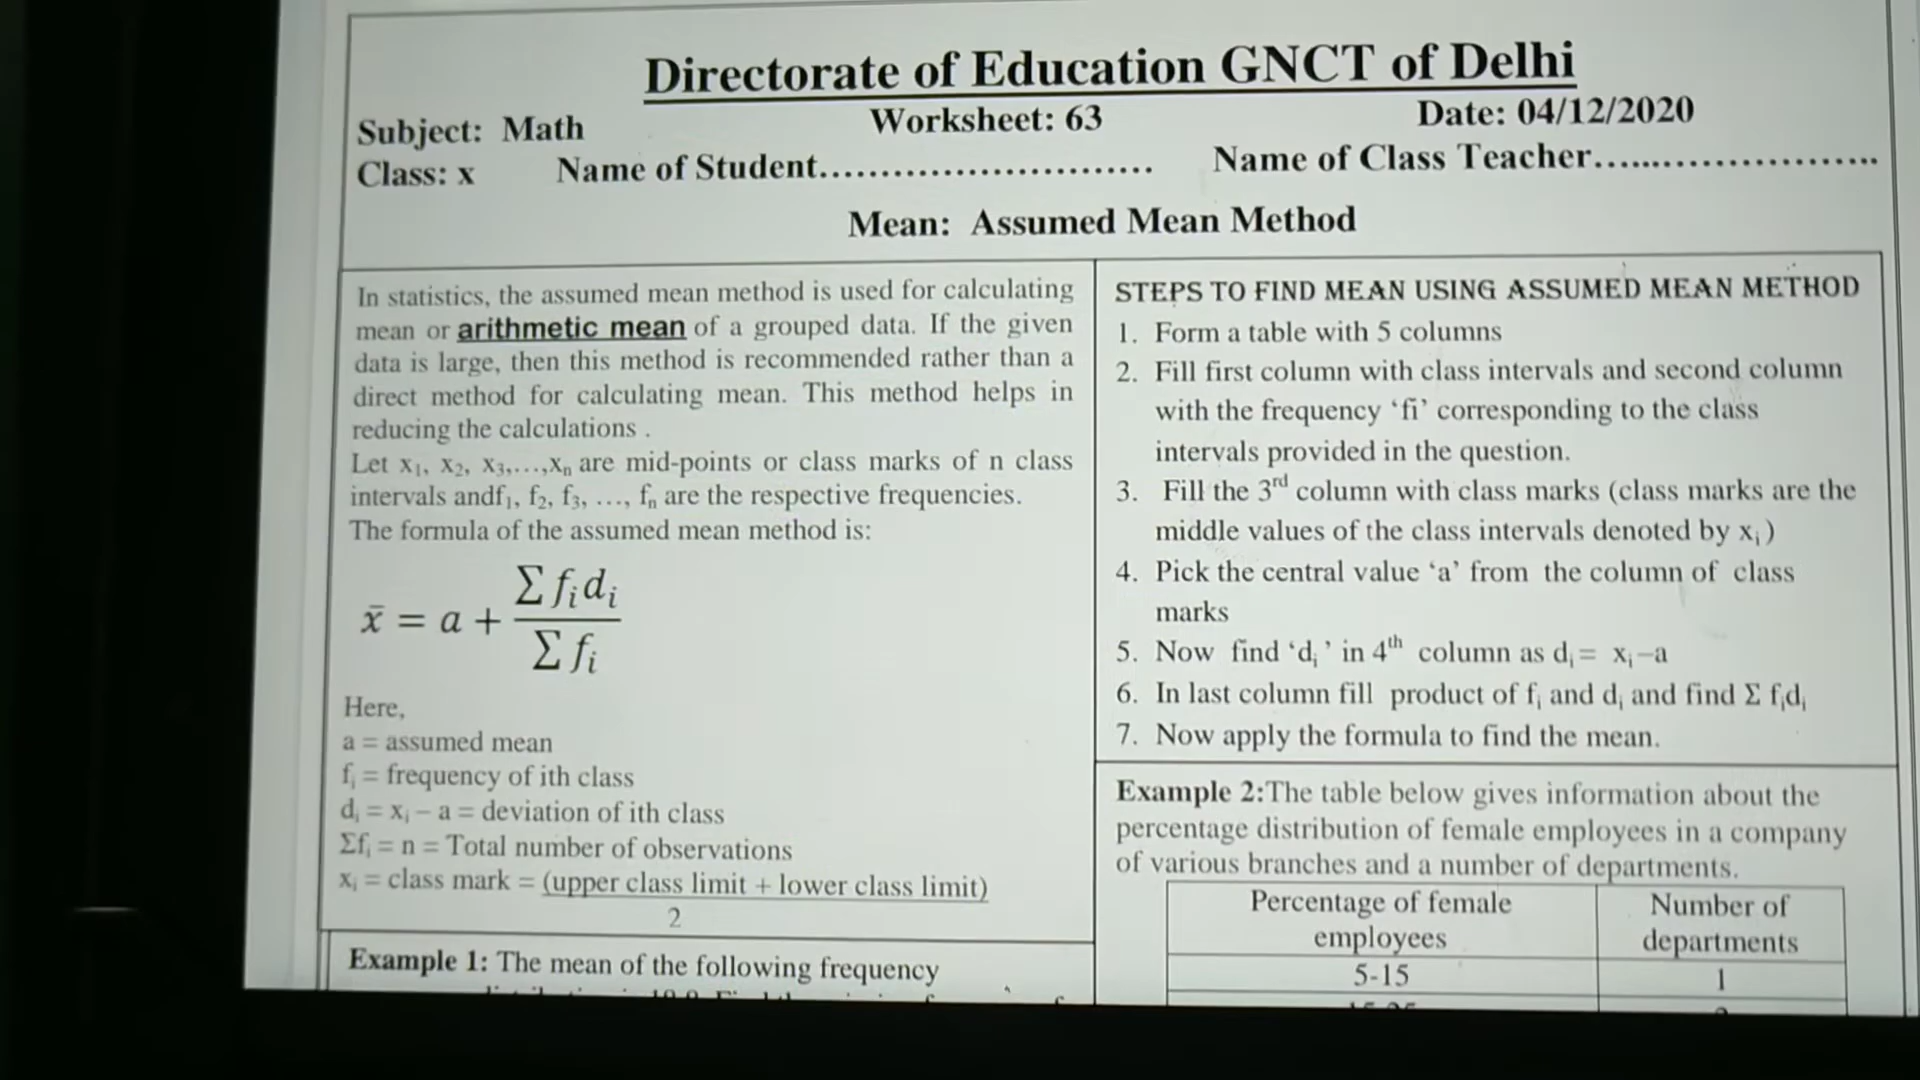 Directorate of Education GNCT of Delhi
Subject: Math Worksheet: 63 Date: 04/12/2020
Class: x Name of Student........................... Name of Class Teacher........................
Mean: Assumed Mean Method
In statistics, the assumed mean method is used for calculating
mean or arithmetic mean of a grouped data. If the given
data is large, then this method is recommended rather than a
direct method for calculating mean. This method helps in
reducing the calculations .
Let x₁, x₂, x₃,…,xₙ are mid-points or class marks of n class
intervals andf₁, f₂, f₃, …, fₙ are the respective frequencies.
The formula of the assumed mean method is:
x̄ = a + Σ fᵢdᵢ / Σ fᵢ
Here,
a = assumed mean
fᵢ = frequency of ith class
dᵢ = xᵢ – a = deviation of ith class
Σfᵢ = n = Total number of observations
xᵢ = class mark = (upper class limit + lower class limit)
2
Example 1: The mean of the following frequency
STEPS TO FIND MEAN USING ASSUMED MEAN METHOD
1. Form a table with 5 columns
2. Fill first column with class intervals and second column
with the frequency ‘fi’ corresponding to the class
intervals provided in the question.
3. Fill the 3rd column with class marks (class marks are the
middle values of the class intervals denoted by xᵢ)
4. Pick the central value ‘a’ from the column of class
marks
5. Now find ‘dᵢ’ in 4th column as dᵢ= xᵢ–a
6. In last column fill product of fᵢ and dᵢ and find Σ fᵢdᵢ
7. Now apply the formula to find the mean.
Example 2:The table below gives information about the
percentage distribution of female employees in a company
of various branches and a number of departments.
Percentage of female Number of
employees departments
5-15 1